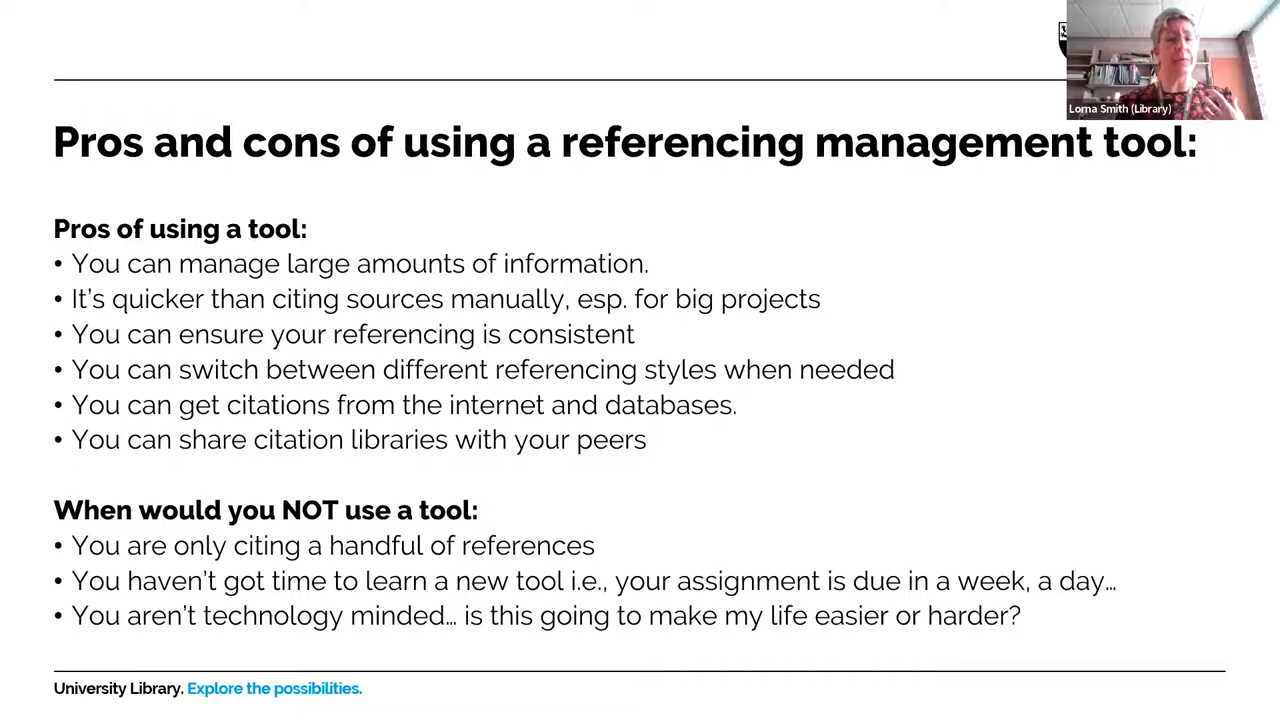 Lorna Smith (Library)
Pros and cons of using a referencing management tool:
Pros of using a tool:
• You can manage large amounts of information.
• It’s quicker than citing sources manually, esp. for big projects
• You can ensure your referencing is consistent
• You can switch between different referencing styles when needed
• You can get citations from the internet and databases.
• You can share citation libraries with your peers
When would you NOT use a tool:
• You are only citing a handful of references
• You haven’t got time to learn a new tool i.e., your assignment is due in a week, a day…
• You aren’t technology minded… is this going to make my life easier or harder?
University Library. Explore the possibilities.